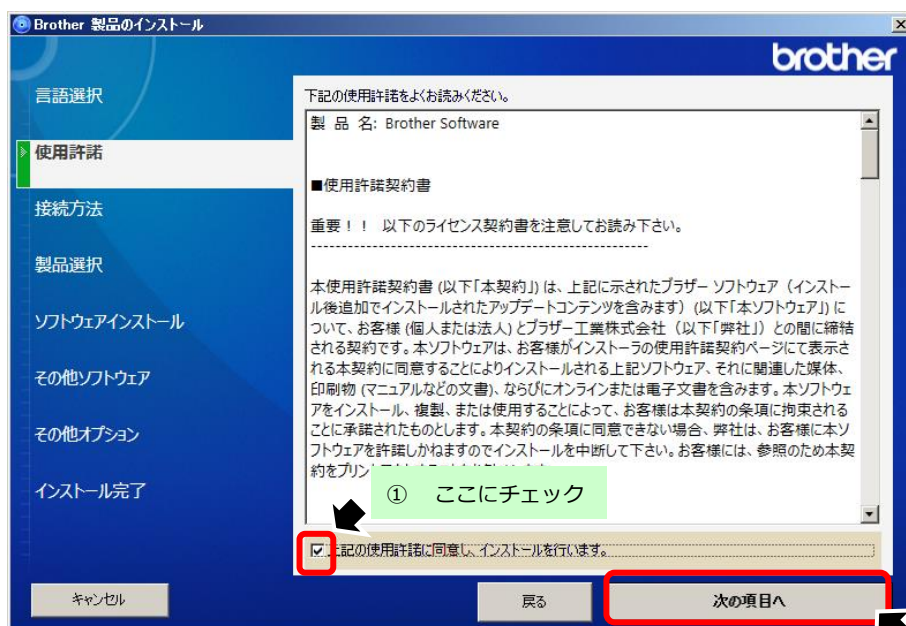 Brother 製品のインストール
brother
言語選択
使用許諾
接続方法
製品選択
ソフトウェアインストール
その他ソフトウェア
その他オプション
インストール完了
下記の使用許諾をよくお読みください。
製 品 名: Brother Software
■使用許諾契約書
重要！！ 以下のライセンス契約書を注意してお読み下さい。
-------------------------------------------------------
本使用許諾契約書 (以下「本契約」) は、上記に示されたブラザー ソフトウェア（インストー
ル後追加でインストールされたアップデートコンテンツを含みます）(以下「本ソフトウェア」) に
ついて、お客様 (個人または法人) とブラザー工業株式会社（以下「弊社」）との間に締結
される契約です。本ソフトウェアは、お客様がインストーラの使用許諾契約ページにて表示さ
れる本契約に同意することによりインストールされる上記ソフトウェア、それに関連した媒体、
印刷物 (マニュアルなどの文書)、ならびにオンラインまたは電子文書を含みます。本ソフトウェ
アをインストール、複製、または使用することによって、お客様は本契約の条項に拘束される
ことに承諾されたものとします。本契約の条項に同意できない場合、弊社は、お客様に本ソ
フトウェアを許諾しかねますのでインストールを中断して下さい。お客様には、参照のため本契
約をプリント
① ここにチェック
上記の使用許諾に同意し、インストールを行います。
キャンセル
戻る
次の項目へ